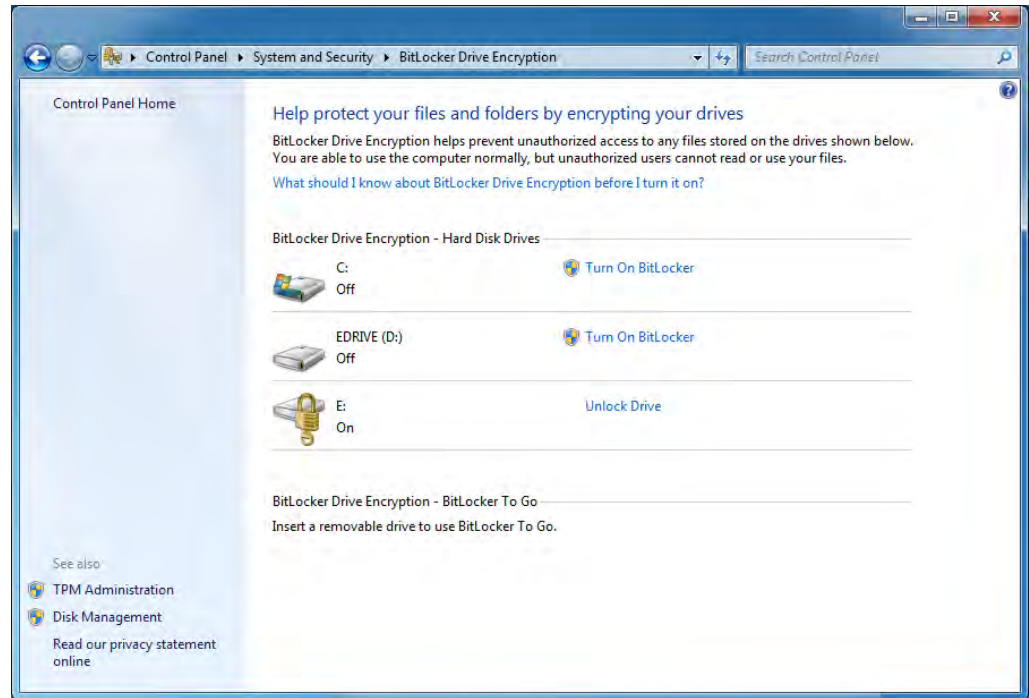 Control Panel ▸ System and Security ▸ BitLocker Drive Encryption
Search Control Panel
Control Panel Home
Help protect your files and folders by encrypting your drives
BitLocker Drive Encryption helps prevent unauthorized access to any files stored on the drives shown below.
You are able to use the computer normally, but unauthorized users cannot read or use your files.
What should I know about BitLocker Drive Encryption before I turn it on?
BitLocker Drive Encryption - Hard Disk Drives
C:
Turn On BitLocker
Off
EDRIVE (D:)
Turn On BitLocker
Off
E:
Unlock Drive
On
BitLocker Drive Encryption - BitLocker To Go
Insert a removable drive to use BitLocker To Go.
See also
TPM Administration
Disk Management
Read our privacy statement
online